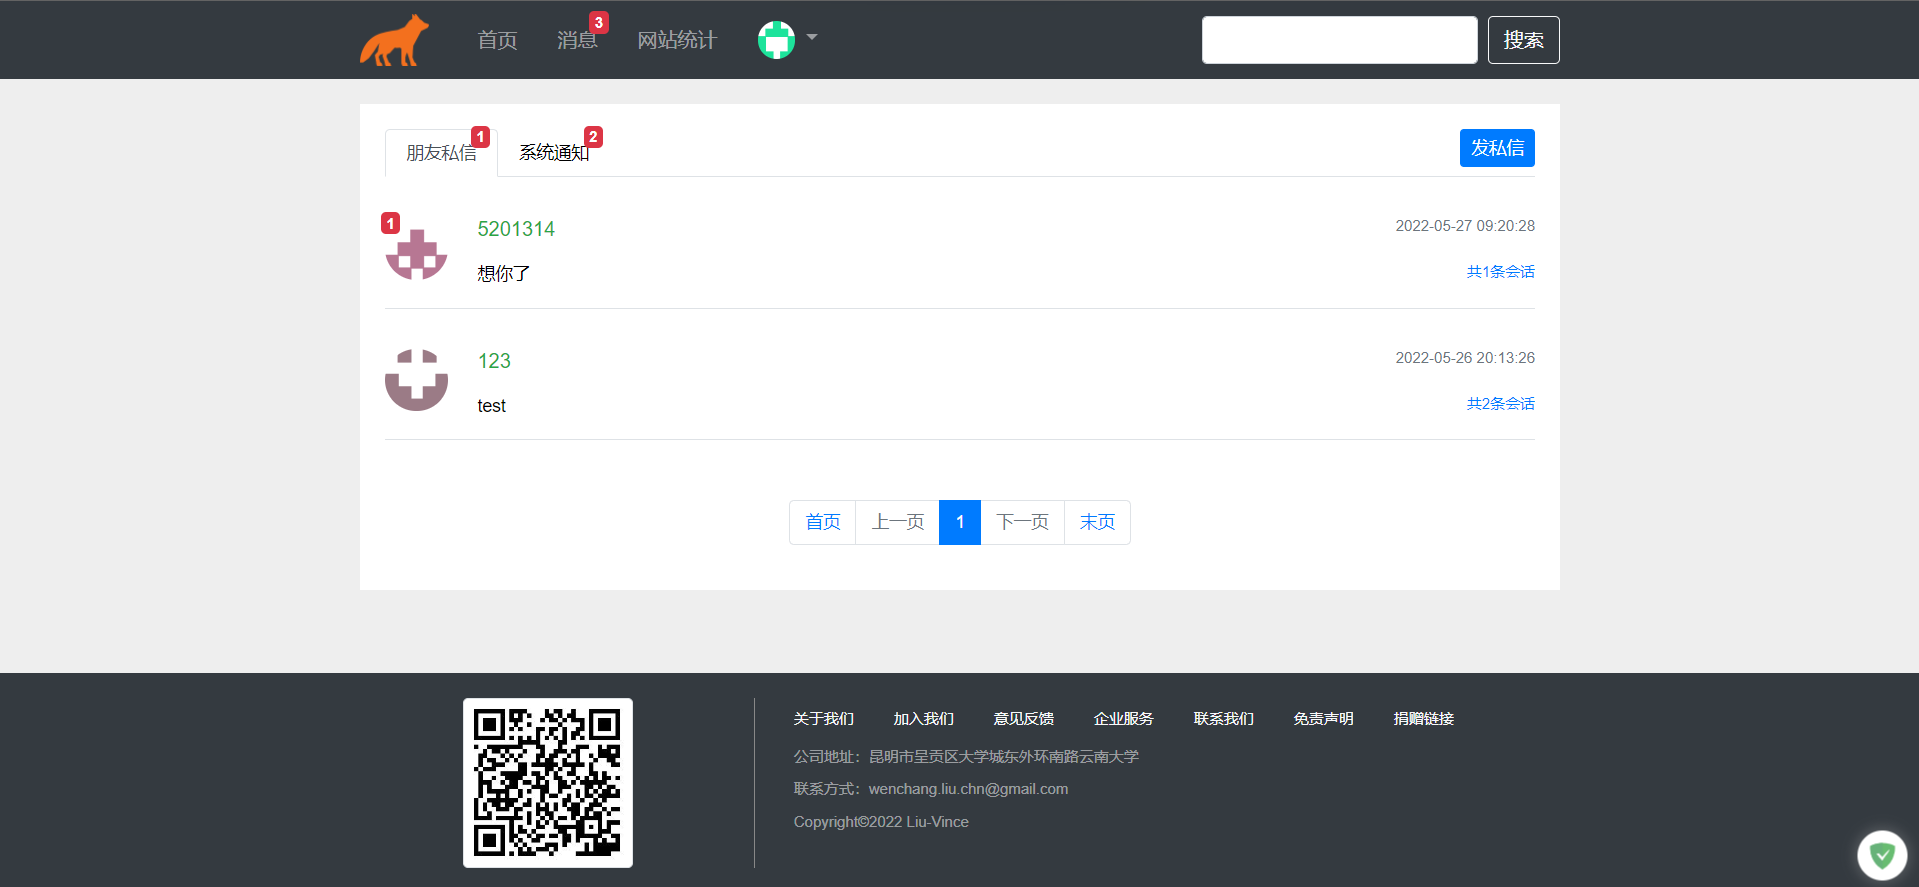 首页 消息 3 网站统计 搜索
朋友私信 1 系统通知 2 发私信
1 5201314 2022-05-27 09:20:28
想你了 共1条会话
123 2022-05-26 20:13:26
test 共2条会话
首页 上一页 1 下一页 末页
关于我们 加入我们 意见反馈 企业服务 联系我们 免责声明 捐赠链接
公司地址：昆明市呈贡区大学城东外环南路云南大学
联系方式：wenchang.liu.chn@gmail.com
Copyright©2022 Liu-Vince